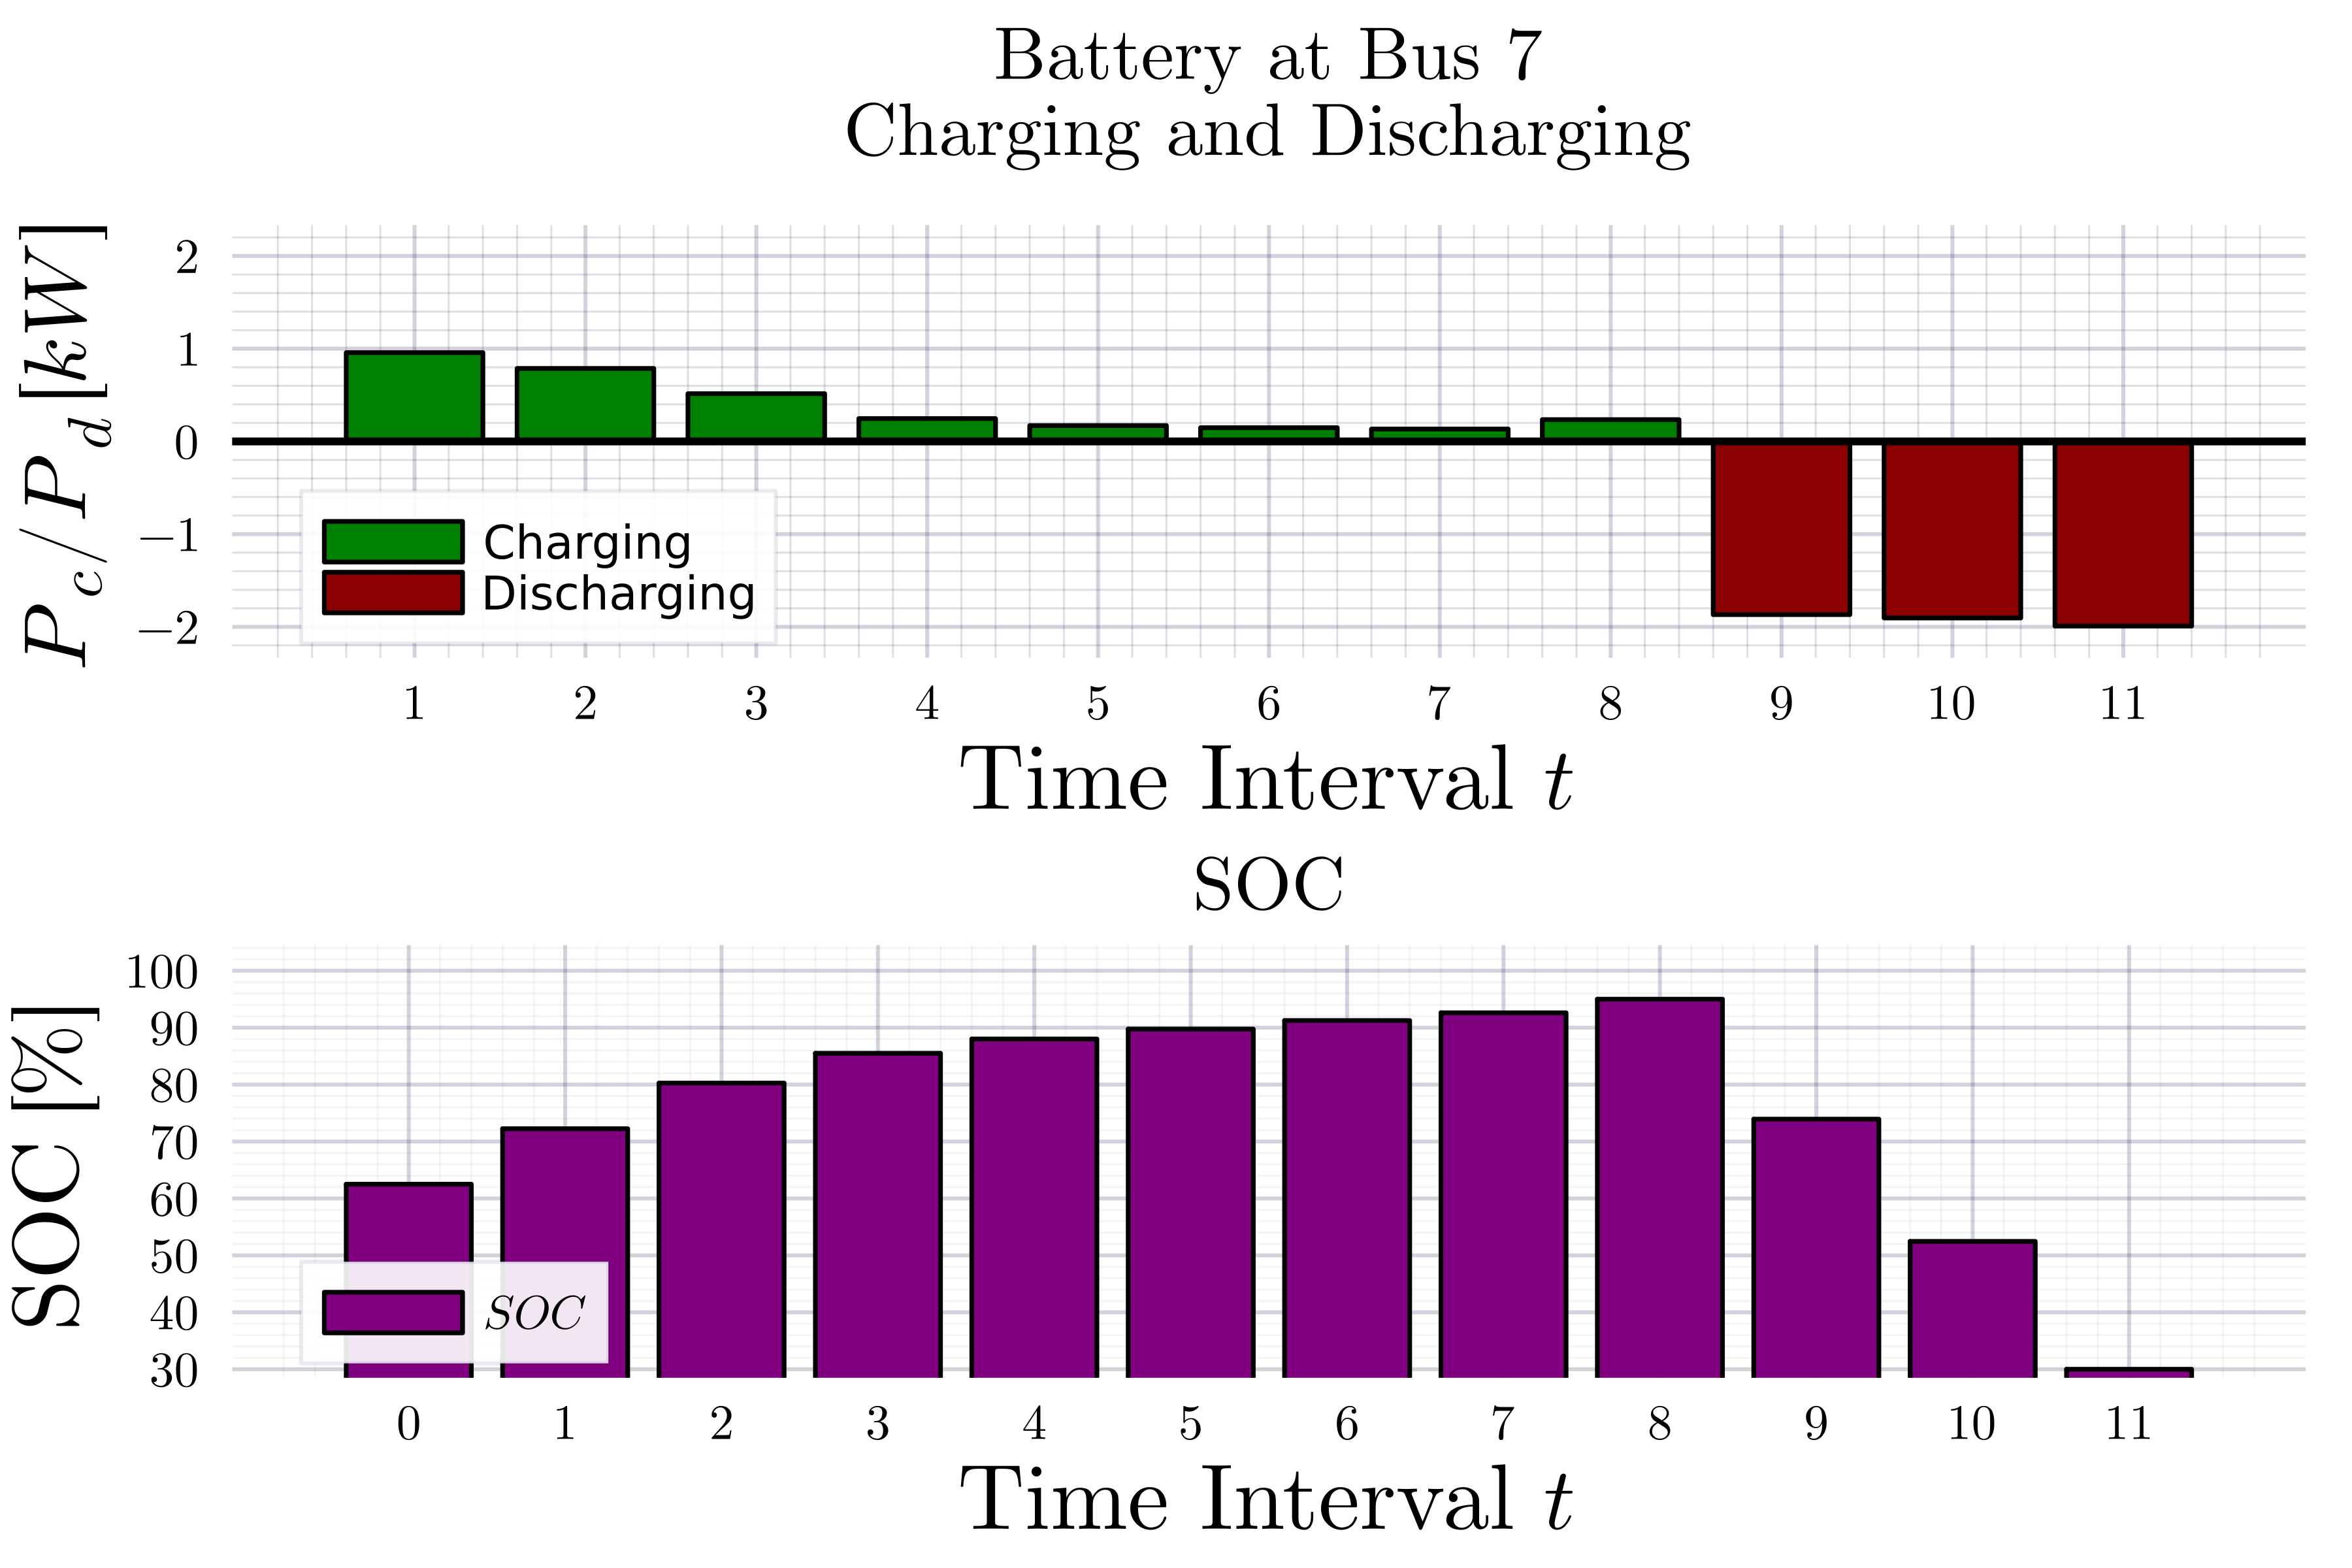 Battery at Bus 7
Charging and Discharging
P_c/P_d [kW]
2
1
0
−1
−2
Charging
Discharging
1 2 3 4 5 6 7 8 9 10 11
Time Interval t
SOC
SOC [%]
100
90
80
70
60
50
40
30
SOC
0 1 2 3 4 5 6 7 8 9 10 11
Time Interval t